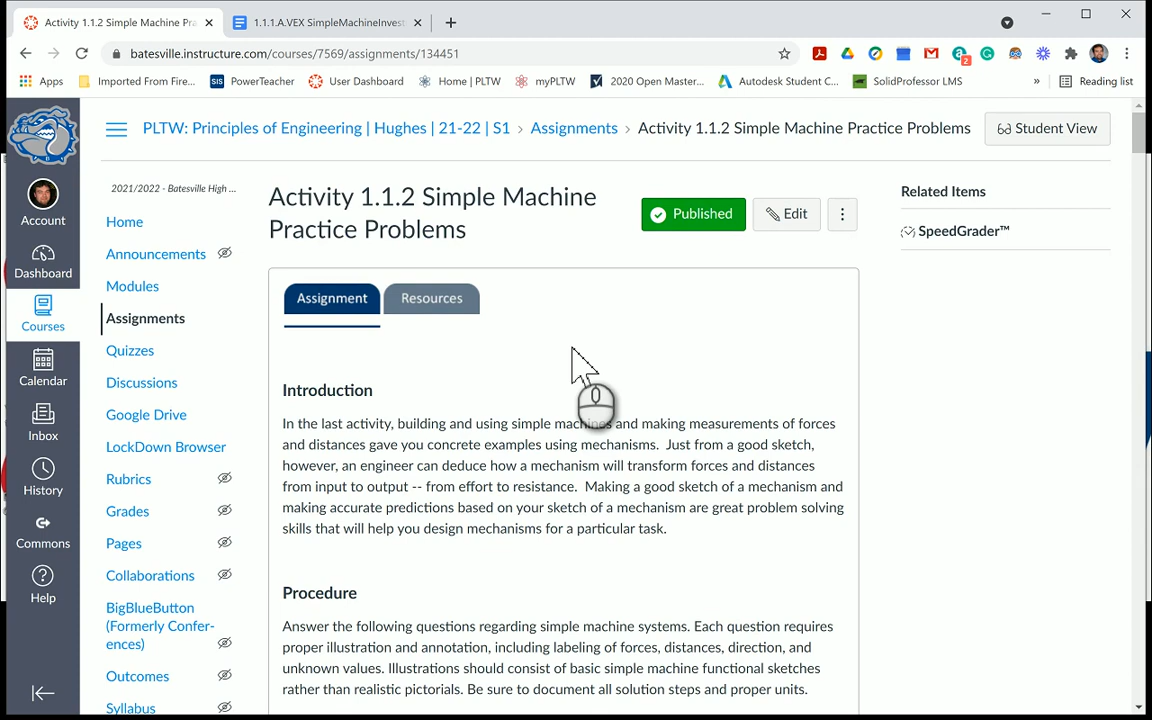 Activity 1.1.2 Simple Machine Pra
1.1.1.A.VEX SimpleMachineInvest
batesville.instructure.com/courses/7569/assignments/134451
2
Apps
Imported From Fire...
SIS PowerTeacher
User Dashboard
Home | PLTW
myPLTW
2020 Open Master...
Autodesk Student C...
SolidProfessor LMS
»
Reading list
PLTW: Principles of Engineering | Hughes | 21-22 | S1 › Assignments › Activity 1.1.2 Simple Machine Practice Problems
Student View
Account
Dashboard
Courses
Calendar
Inbox
History
Commons
Help
2021/2022 - Batesville High ...
Home
Announcements
Modules
Assignments
Quizzes
Discussions
Google Drive
LockDown Browser
Rubrics
Grades
Pages
Collaborations
BigBlueButton
(Formerly Confer-
ences)
Outcomes
Syllabus
Activity 1.1.2 Simple Machine
Practice Problems
Published
Edit
Related Items
SpeedGrader™
Assignment
Resources
Introduction
In the last activity, building and using simple machines and making measurements of forces
and distances gave you concrete examples using mechanisms. Just from a good sketch,
however, an engineer can deduce how a mechanism will transform forces and distances
from input to output -- from effort to resistance. Making a good sketch of a mechanism and
making accurate predictions based on your sketch of a mechanism are great problem solving
skills that will help you design mechanisms for a particular task.
Procedure
Answer the following questions regarding simple machine systems. Each question requires
proper illustration and annotation, including labeling of forces, distances, direction, and
unknown values. Illustrations should consist of basic simple machine functional sketches
rather than realistic pictorials. Be sure to document all solution steps and proper units.